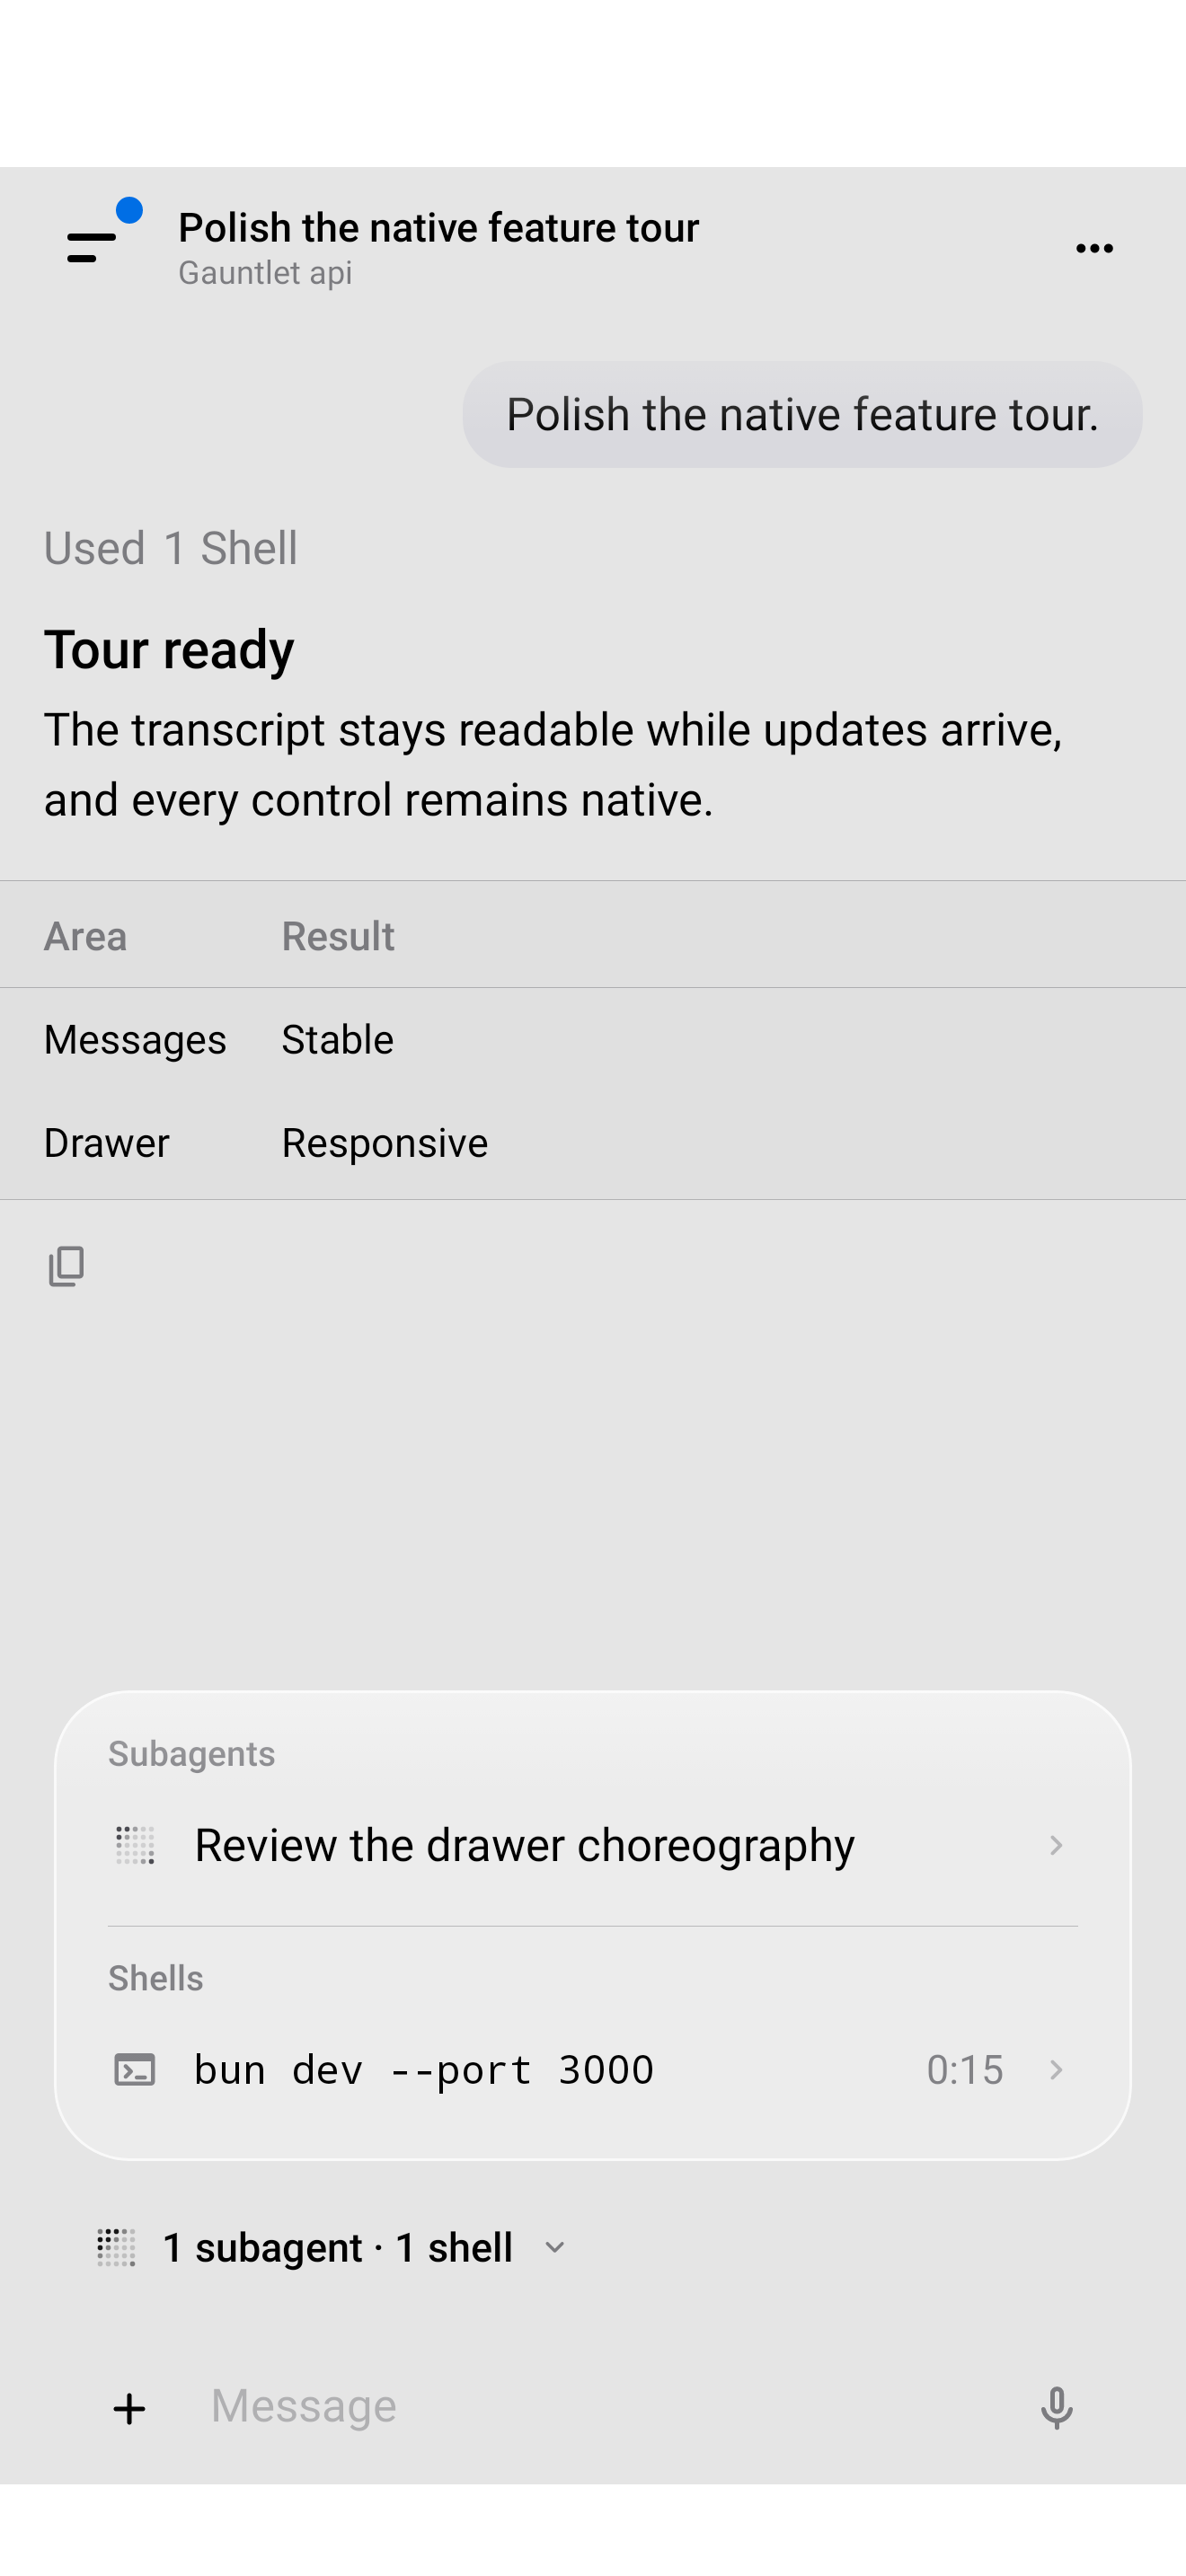 Polish the native feature tour
Gauntlet api
Polish the native feature tour.
Used 1 Shell
Tour ready
The transcript stays readable while updates arrive,
and every control remains native.
Area Result
Messages Stable
Drawer Responsive
Subagents
Review the drawer choreography
Shells
bun dev --port 3000 0:15
1 subagent · 1 shell
Message